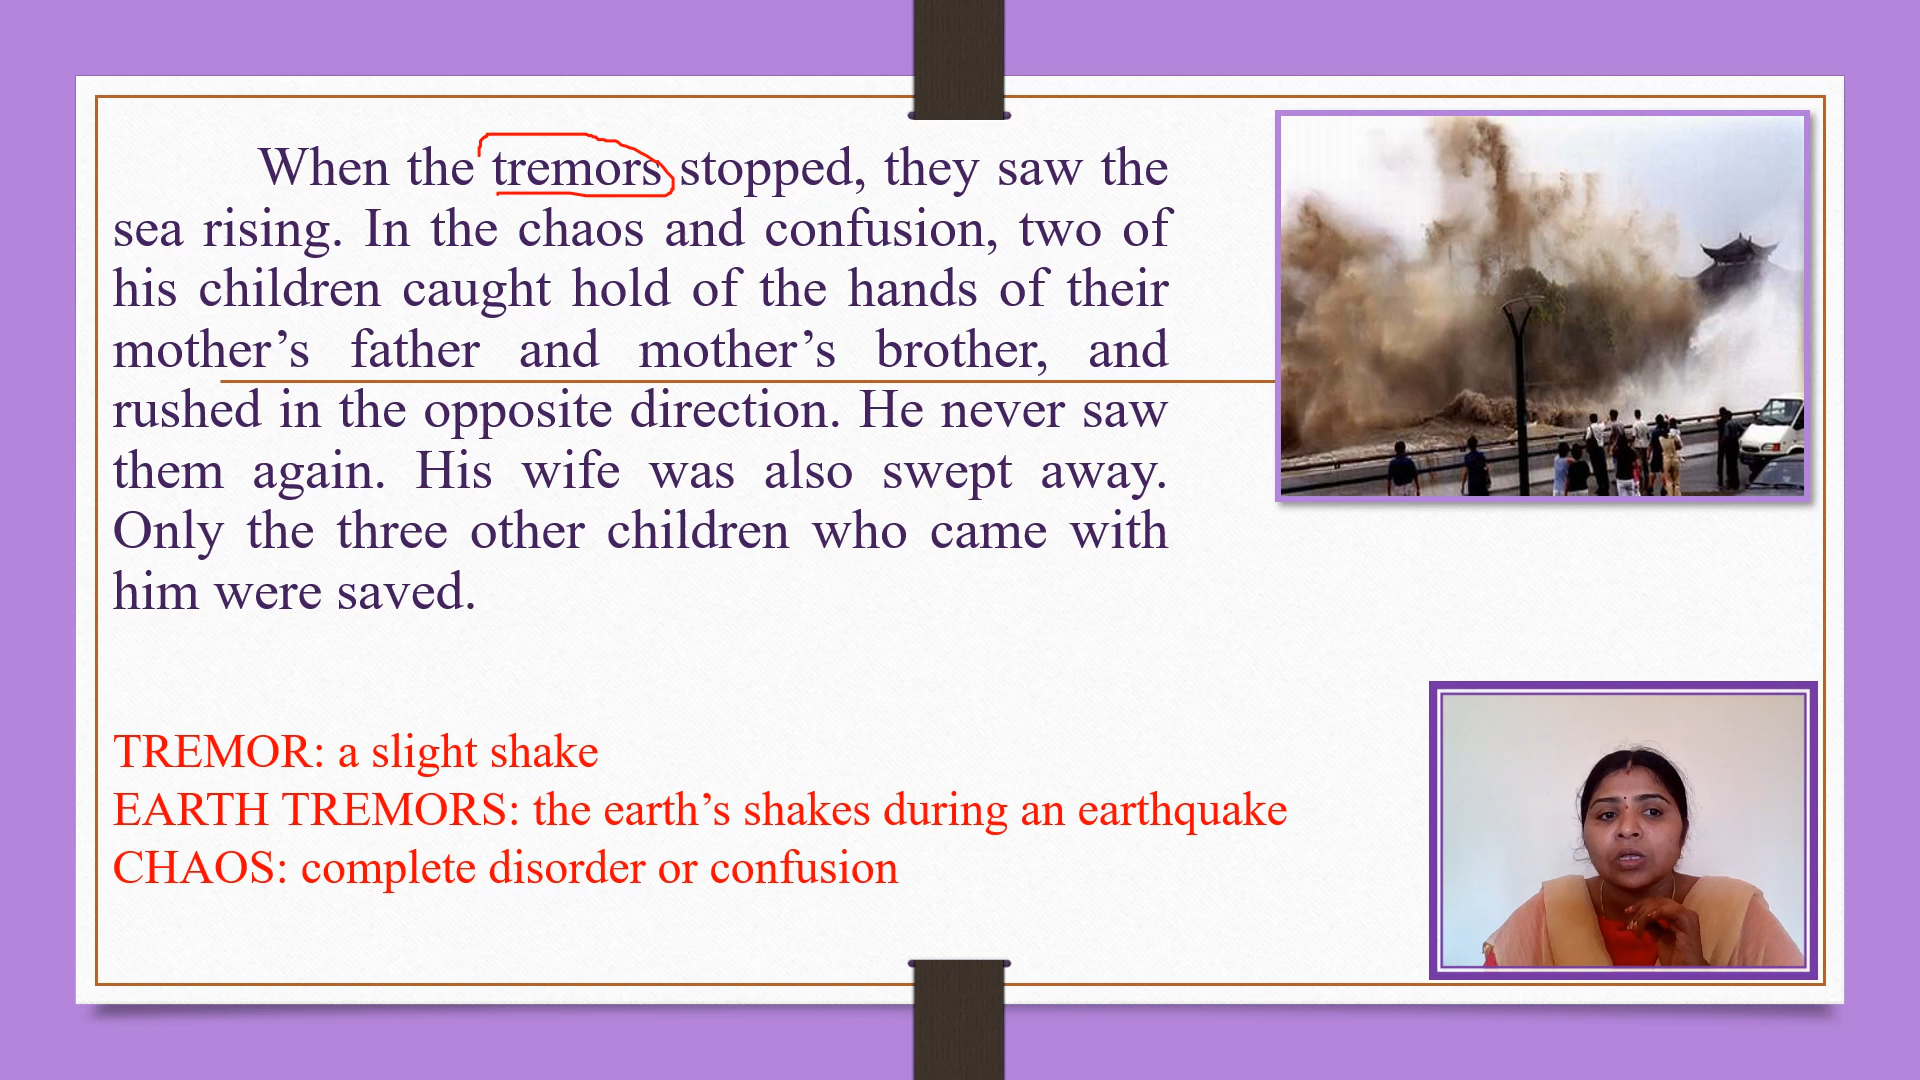 When the tremors stopped, they saw the
sea rising. In the chaos and confusion, two of
his children caught hold of the hands of their
mother’s father and mother’s brother, and
rushed in the opposite direction. He never saw
them again. His wife was also swept away.
Only the three other children who came with
him were saved.
TREMOR: a slight shake
EARTH TREMORS: the earth’s shakes during an earthquake
CHAOS: complete disorder or confusion